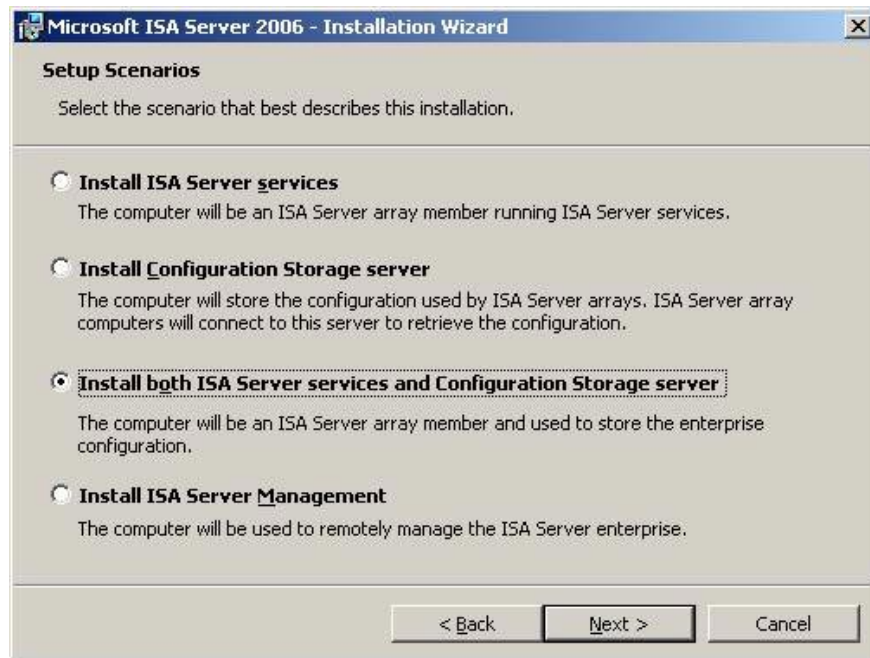 Microsoft ISA Server 2006 - Installation Wizard
Setup Scenarios
Select the scenario that best describes this installation.
Install ISA Server services
The computer will be an ISA Server array member running ISA Server services.
Install Configuration Storage server
The computer will store the configuration used by ISA Server arrays. ISA Server array
computers will connect to this server to retrieve the configuration.
Install both ISA Server services and Configuration Storage server
The computer will be an ISA Server array member and used to store the enterprise
configuration.
Install ISA Server Management
The computer will be used to remotely manage the ISA Server enterprise.
< Back
Next >
Cancel